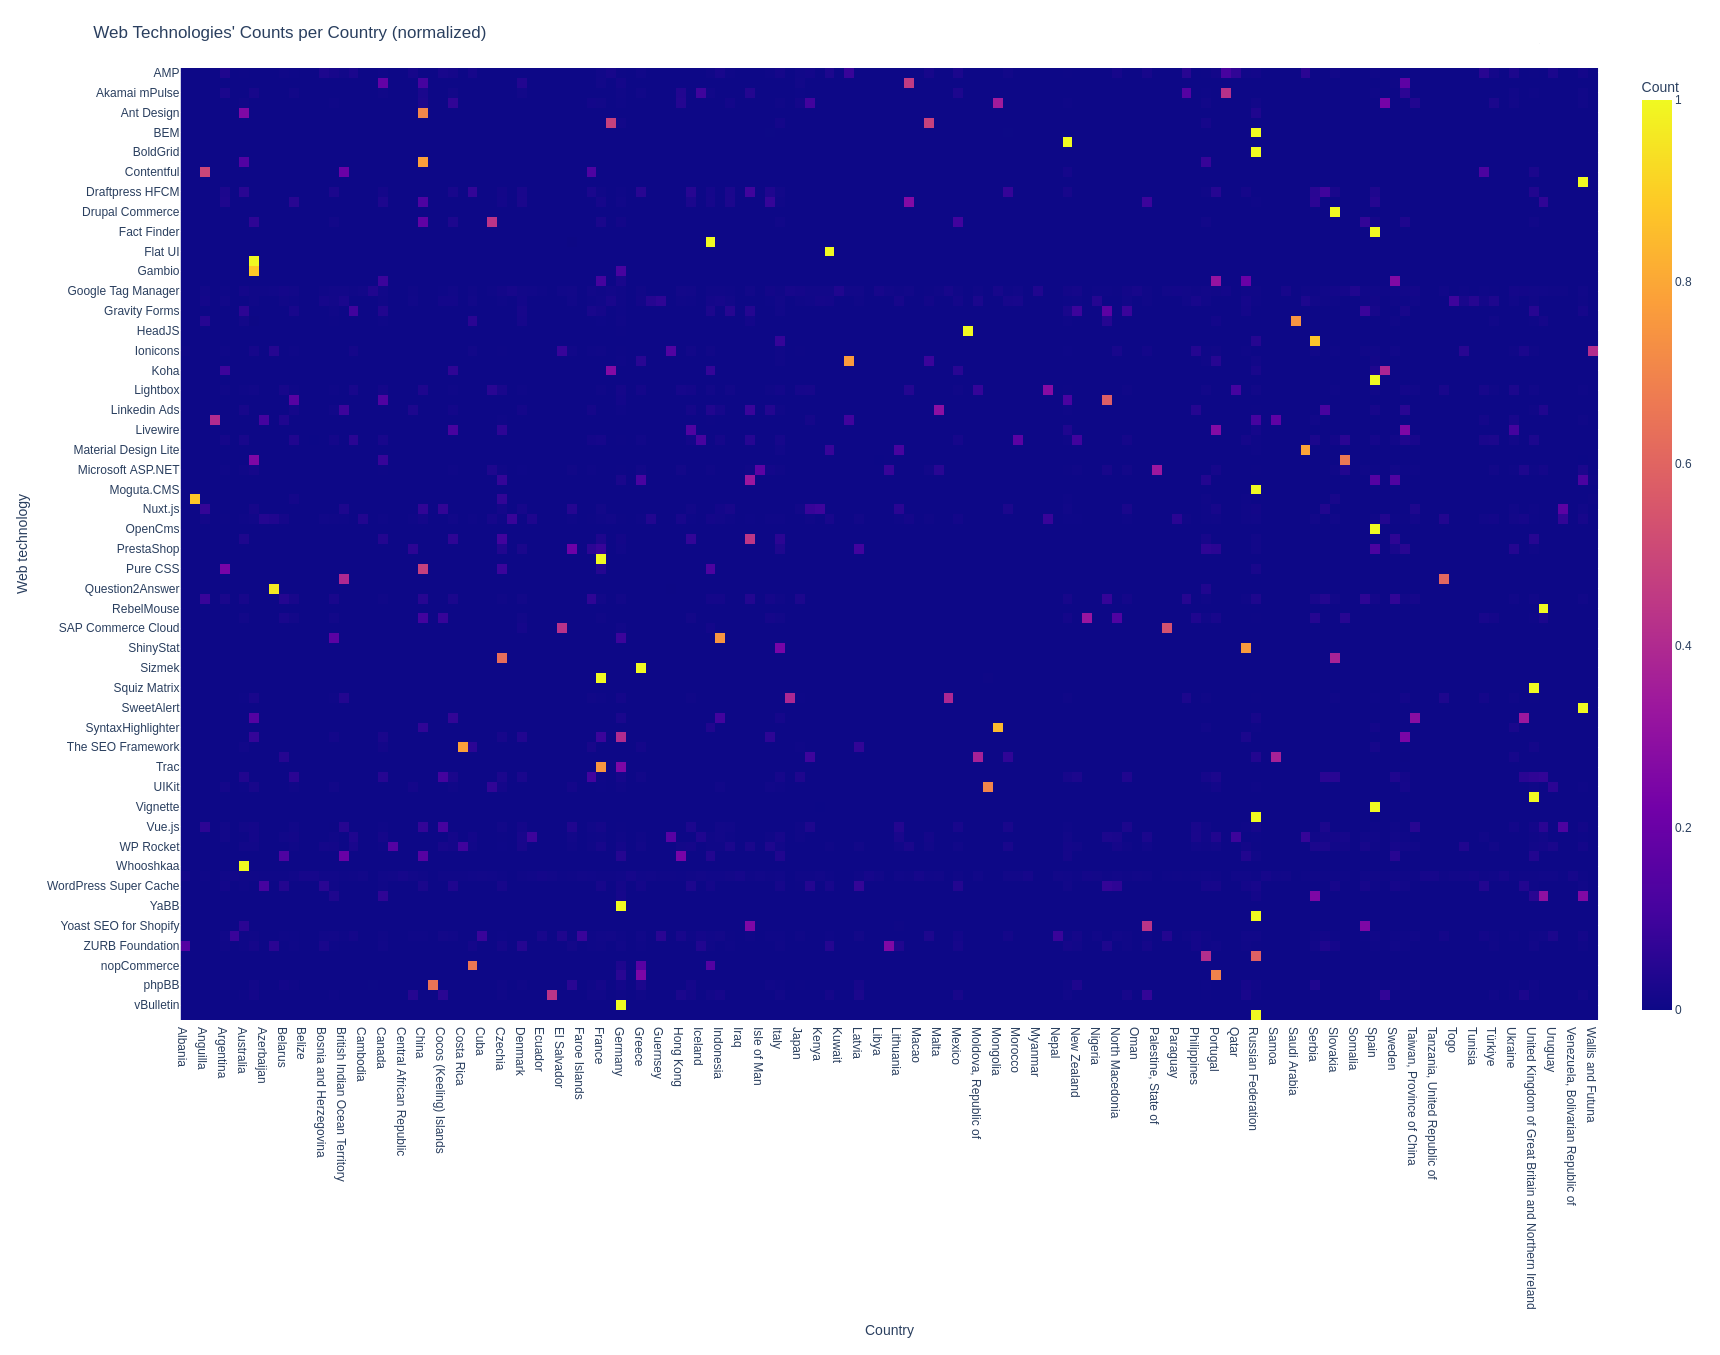 Web Technologies' Counts per Country (normalized)
Count
1
0.8
0.6
0.4
0.2
0
Web technology
AMP
Akamai mPulse
Ant Design
BEM
BoldGrid
Contentful
Draftpress HFCM
Drupal Commerce
Fact Finder
Flat UI
Gambio
Google Tag Manager
Gravity Forms
HeadJS
Ionicons
Koha
Lightbox
Linkedin Ads
Livewire
Material Design Lite
Microsoft ASP.NET
Moguta.CMS
Nuxt.js
OpenCms
PrestaShop
Pure CSS
Question2Answer
RebelMouse
SAP Commerce Cloud
ShinyStat
Sizmek
Squiz Matrix
SweetAlert
SyntaxHighlighter
The SEO Framework
Trac
UIKit
Vignette
Vue.js
WP Rocket
Whooshkaa
WordPress Super Cache
YaBB
Yoast SEO for Shopify
ZURB Foundation
nopCommerce
phpBB
vBulletin
Albania
Anguilla
Argentina
Australia
Azerbaijan
Belarus
Belize
Bosnia and Herzegovina
British Indian Ocean Territory
Cambodia
Canada
Central African Republic
China
Cocos (Keeling) Islands
Costa Rica
Cuba
Czechia
Denmark
Ecuador
El Salvador
Faroe Islands
France
Germany
Greece
Guernsey
Hong Kong
Iceland
Indonesia
Iraq
Isle of Man
Italy
Japan
Kenya
Kuwait
Latvia
Libya
Lithuania
Macao
Malta
Mexico
Moldova, Republic of
Mongolia
Morocco
Myanmar
Nepal
New Zealand
Nigeria
North Macedonia
Oman
Palestine, State of
Paraguay
Philippines
Portugal
Qatar
Russian Federation
Samoa
Saudi Arabia
Serbia
Slovakia
Somalia
Spain
Sweden
Taiwan, Province of China
Tanzania, United Republic of
Togo
Tunisia
Türkiye
Ukraine
United Kingdom of Great Britain and Northern Ireland
Uruguay
Venezuela, Bolivarian Republic of
Wallis and Futuna
Country